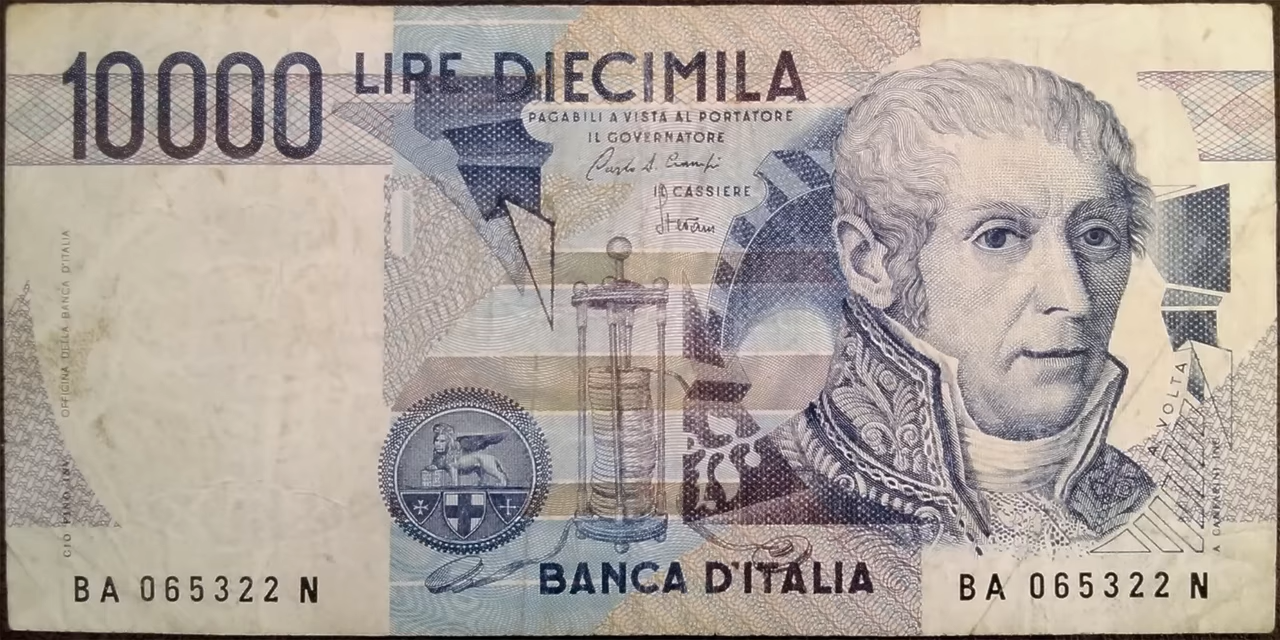 10000 LIRE DIECIMILA
PAGABILI A VISTA AL PORTATORE
IL GOVERNATORE
IL CASSIERE
OFFICINA DELLA BANCA D'ITALIA
A. VOLTA
BANCA D'ITALIA
BA 065322 N
BA 065322 N